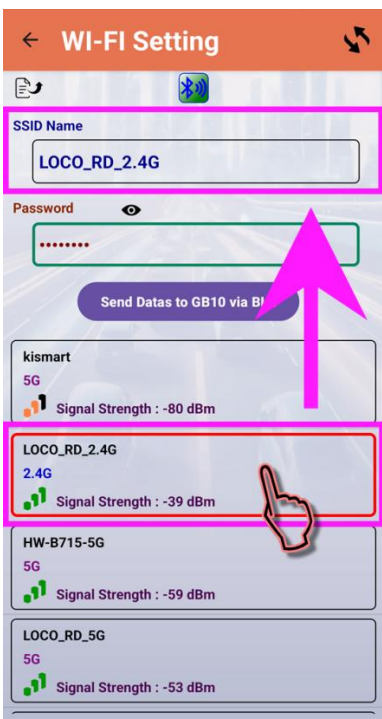 WI-FI Setting
SSID Name
LOCO_RD_2.4G
Password
••••••••
Send Datas to GB10 via
kismart
5G
Signal Strength : -80 dBm
LOCO_RD_2.4G
2.4G
Signal Strength : -39 dBm
HW-B715-5G
5G
Signal Strength : -59 dBm
LOCO_RD_5G
5G
Signal Strength : -53 dBm